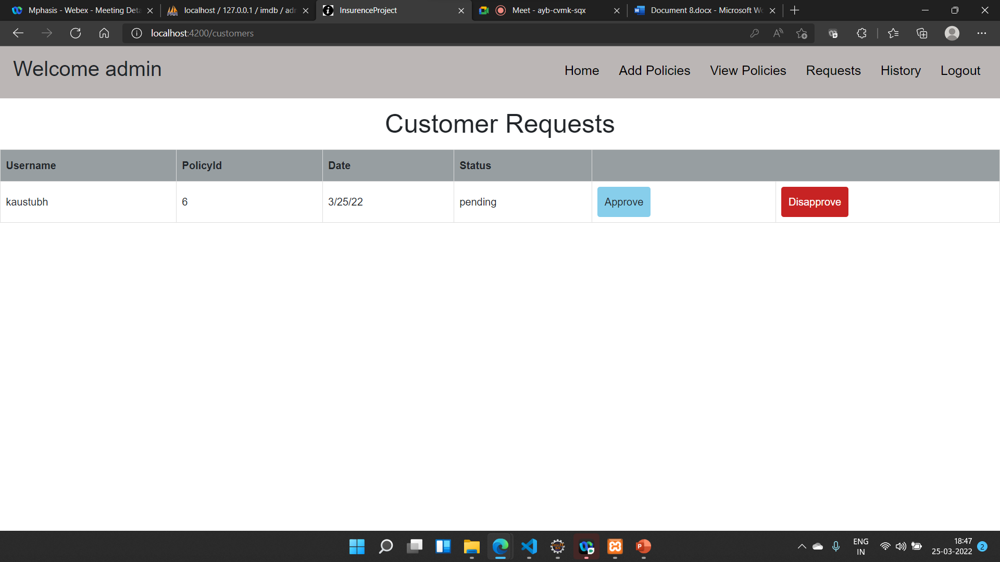 Mphasis - Webex - Meeting Deta
localhost / 127.0.0.1 / imdb / adm
InsurenceProject
Meet - ayb-cvmk-sqx
Document 8.docx - Microsoft Wo
localhost:4200/customers
Welcome admin
Home Add Policies View Policies Requests History Logout
Customer Requests
Username PolicyId Date Status
kaustubh 6 3/25/22 pending Approve Disapprove
ENG
IN
18:47
25-03-2022
2